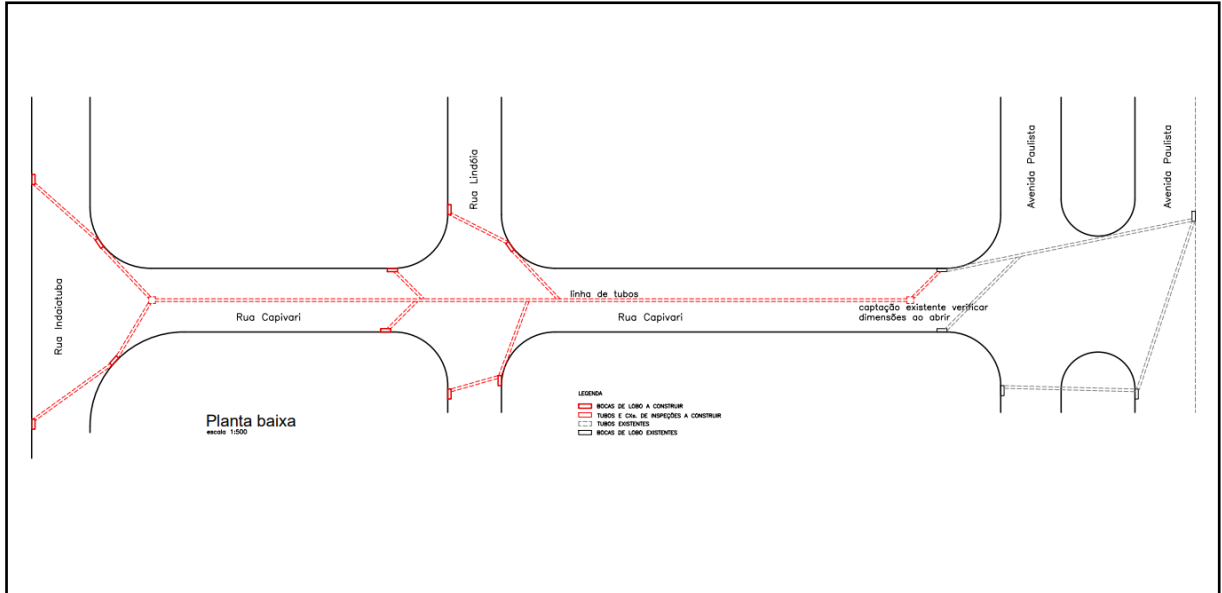 Avenida Paulista
Avenida Paulista
Rua Lindóia
linha de tubos
captação existente verificar
dimensões ao abrir
Rua Indaiatuba
Rua Capivari
Rua Capivari
LEGENDA
BOCAS DE LOBO A CONSTRUIR
TUBOS E CXs. DE INSPEÇÕES A CONSTRUIR
TUBOS EXISTENTES
BOCAS DE LOBO EXISTENTES
Planta baixa
escala 1:500